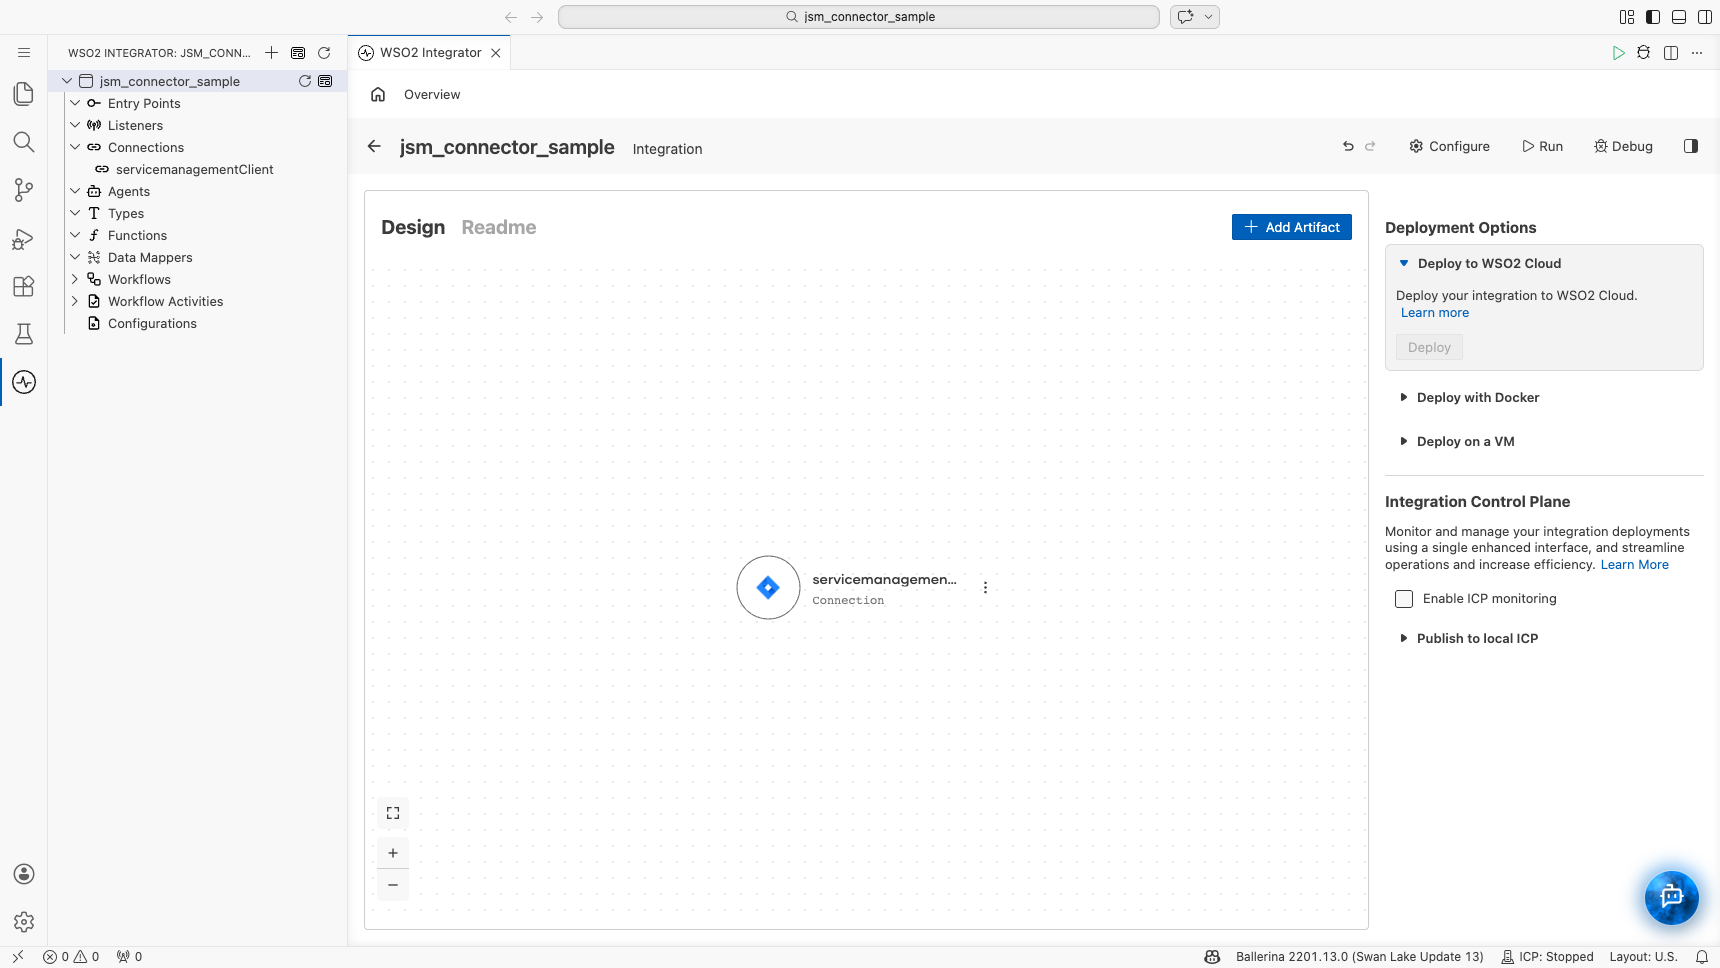 jsm_connector_sample
WSO2 INTEGRATOR: JSM_CONN...
jsm_connector_sample
Entry Points
Listeners
Connections
servicemanagementClient
Agents
Types
Functions
Data Mappers
Workflows
Workflow Activities
Configurations
WSO2 Integrator
Overview
jsm_connector_sample Integration
Configure
Run
Debug
Design Readme
Add Artifact
servicemanagemen...
Connection
Deployment Options
Deploy to WSO2 Cloud
Deploy your integration to WSO2 Cloud.
Learn more
Deploy
Deploy with Docker
Deploy on a VM
Integration Control Plane
Monitor and manage your integration deployments
using a single enhanced interface, and streamline
operations and increase efficiency. Learn More
Enable ICP monitoring
Publish to local ICP
0 0 0
Ballerina 2201.13.0 (Swan Lake Update 13)
ICP: Stopped
Layout: U.S.